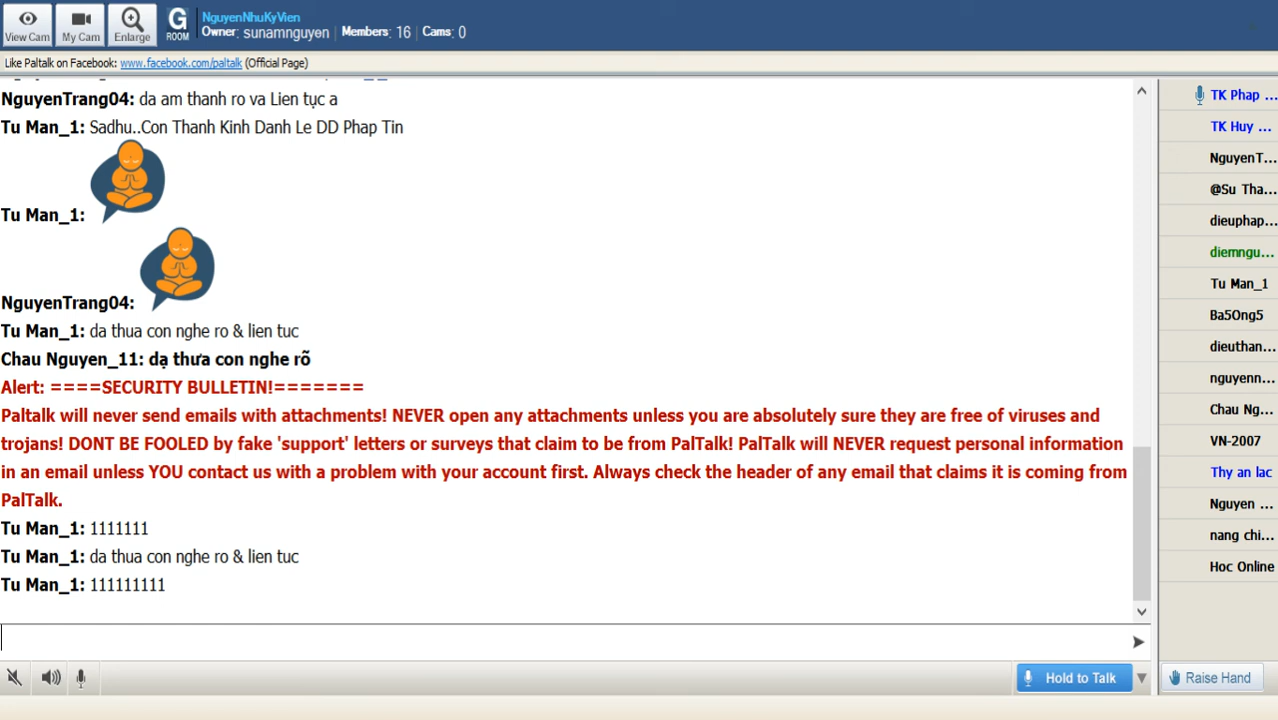 View Cam
My Cam
Enlarge
G
ROOM
NguyenNhuKyVien
Owner: sunamnguyen Members: 16 Cams: 0
Like Paltalk on Facebook: www.facebook.com/paltalk (Official Page)
NguyenTrang04: da am thanh ro va Lien tục a
Tu Man_1: Sadhu..Con Thanh Kinh Danh Le DD Phap Tin
Tu Man_1:
NguyenTrang04:
Tu Man_1: da thua con nghe ro & lien tuc
Chau Nguyen_11: dạ thưa con nghe rõ
Alert: ====SECURITY BULLETIN!=======
Paltalk will never send emails with attachments! NEVER open any attachments unless you are absolutely sure they are free of viruses and
trojans! DONT BE FOOLED by fake 'support' letters or surveys that claim to be from PalTalk! PalTalk will NEVER request personal information
in an email unless YOU contact us with a problem with your account first. Always check the header of any email that claims it is coming from
PalTalk.
Tu Man_1: 1111111
Tu Man_1: da thua con nghe ro & lien tuc
Tu Man_1: 111111111
Hold to Talk
TK Phap ...
TK Huy ...
NguyenT...
@Su Tha...
dieuphap...
diemngu...
Tu Man_1
Ba5Ong5
dieuthan...
nguyenn...
Chau Ng...
VN-2007
Thy an lac
Nguyen ...
nang chi...
Hoc Online
Raise Hand